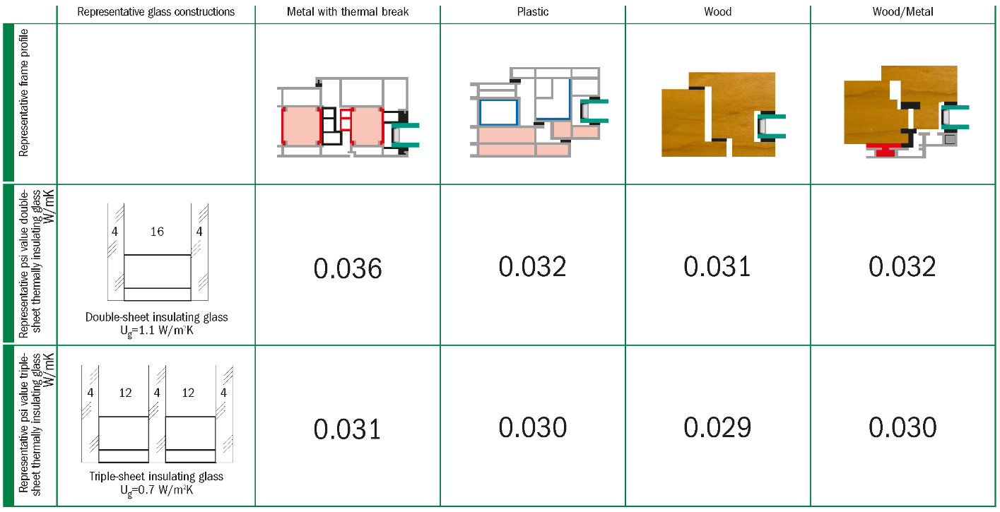 Representative glass constructions
Metal with thermal break
Plastic
Wood
Wood/Metal
Representative frame profile
Representative psi value double-
sheet thermally insulating glass
W/mK
4
16
4
Double-sheet insulating glass
Ug=1.1 W/m²K
0.036
0.032
0.031
0.032
Representative psi value triple-
sheet thermally insulating glass
W/mK
4
12
4
12
4
Triple-sheet insulating glass
Ug=0.7 W/m²K
0.031
0.030
0.029
0.030